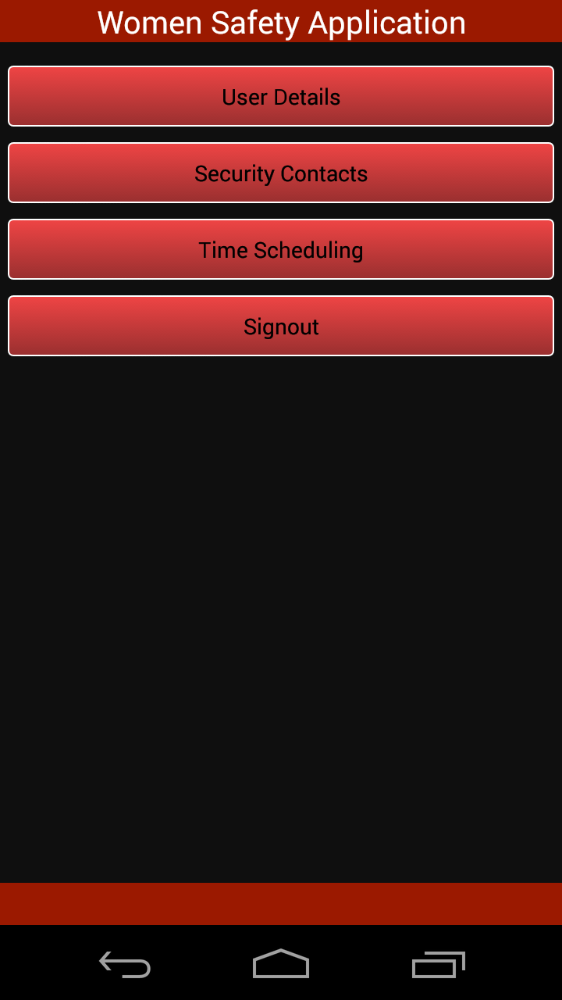 Women Safety Application
User Details
Security Contacts
Time Scheduling
Signout